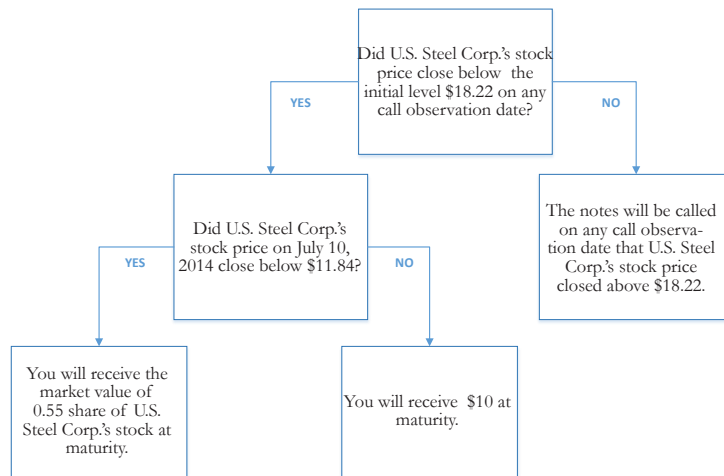 Did U.S. Steel Corp.'s stock
price close below the
initial level $18.22 on any
call observation date?
YES
NO
Did U.S. Steel Corp.'s
stock price on July 10,
2014 close below $11.84?
The notes will be called
on any call observa-
tion date that U.S. Steel
Corp.'s stock price
closed above $18.22.
YES
NO
You will receive the
market value of
0.55 share of U.S.
Steel Corp.'s stock at
maturity.
You will receive $10 at
maturity.